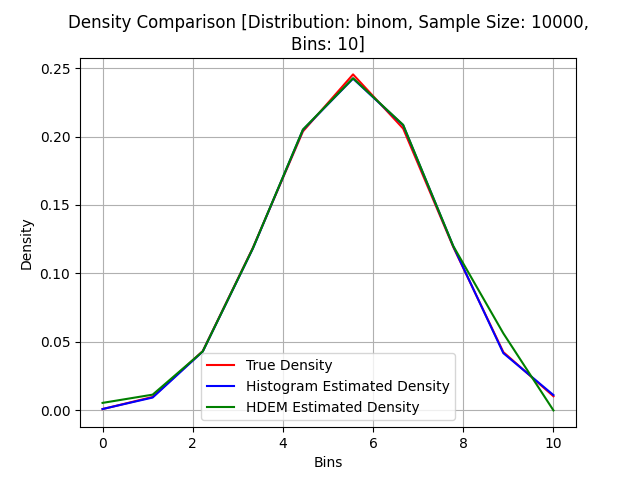 Density Comparison [Distribution: binom, Sample Size: 10000,
Bins: 10]
0.25
0.20
0.15
0.10
0.05
0.00
Density
True Density
Histogram Estimated Density
HDEM Estimated Density
0 2 4 6 8 10
Bins